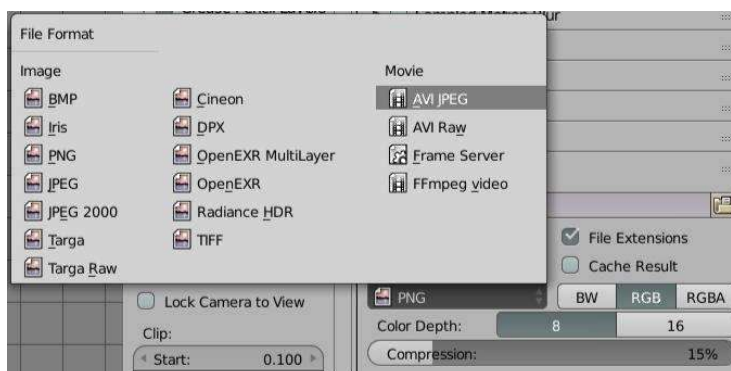 File Format
Image
BMP
Iris
PNG
JPEG
JPEG 2000
Targa
Targa Raw
Cineon
DPX
OpenEXR MultiLayer
OpenEXR
Radiance HDR
TIFF
Movie
AVI JPEG
AVI Raw
Frame Server
FFmpeg video
File Extensions
Cache Result
Lock Camera to View
Clip:
Start: 0.100
PNG
BW RGB RGBA
Color Depth: 8 16
Compression: 15%